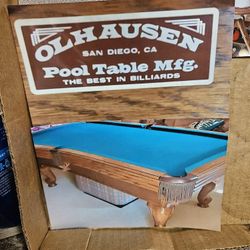 OLHAUSEN
SAN DIEGO, CA
Pool Table Mfg.
THE BEST IN BILLIARDS